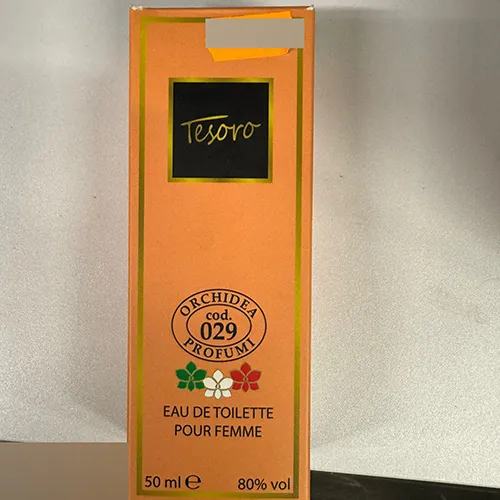 Tesoro
ORCHIDEA
cod.
029
PROFUMI
EAU DE TOILETTE
POUR FEMME
50 ml ℮
80% vol